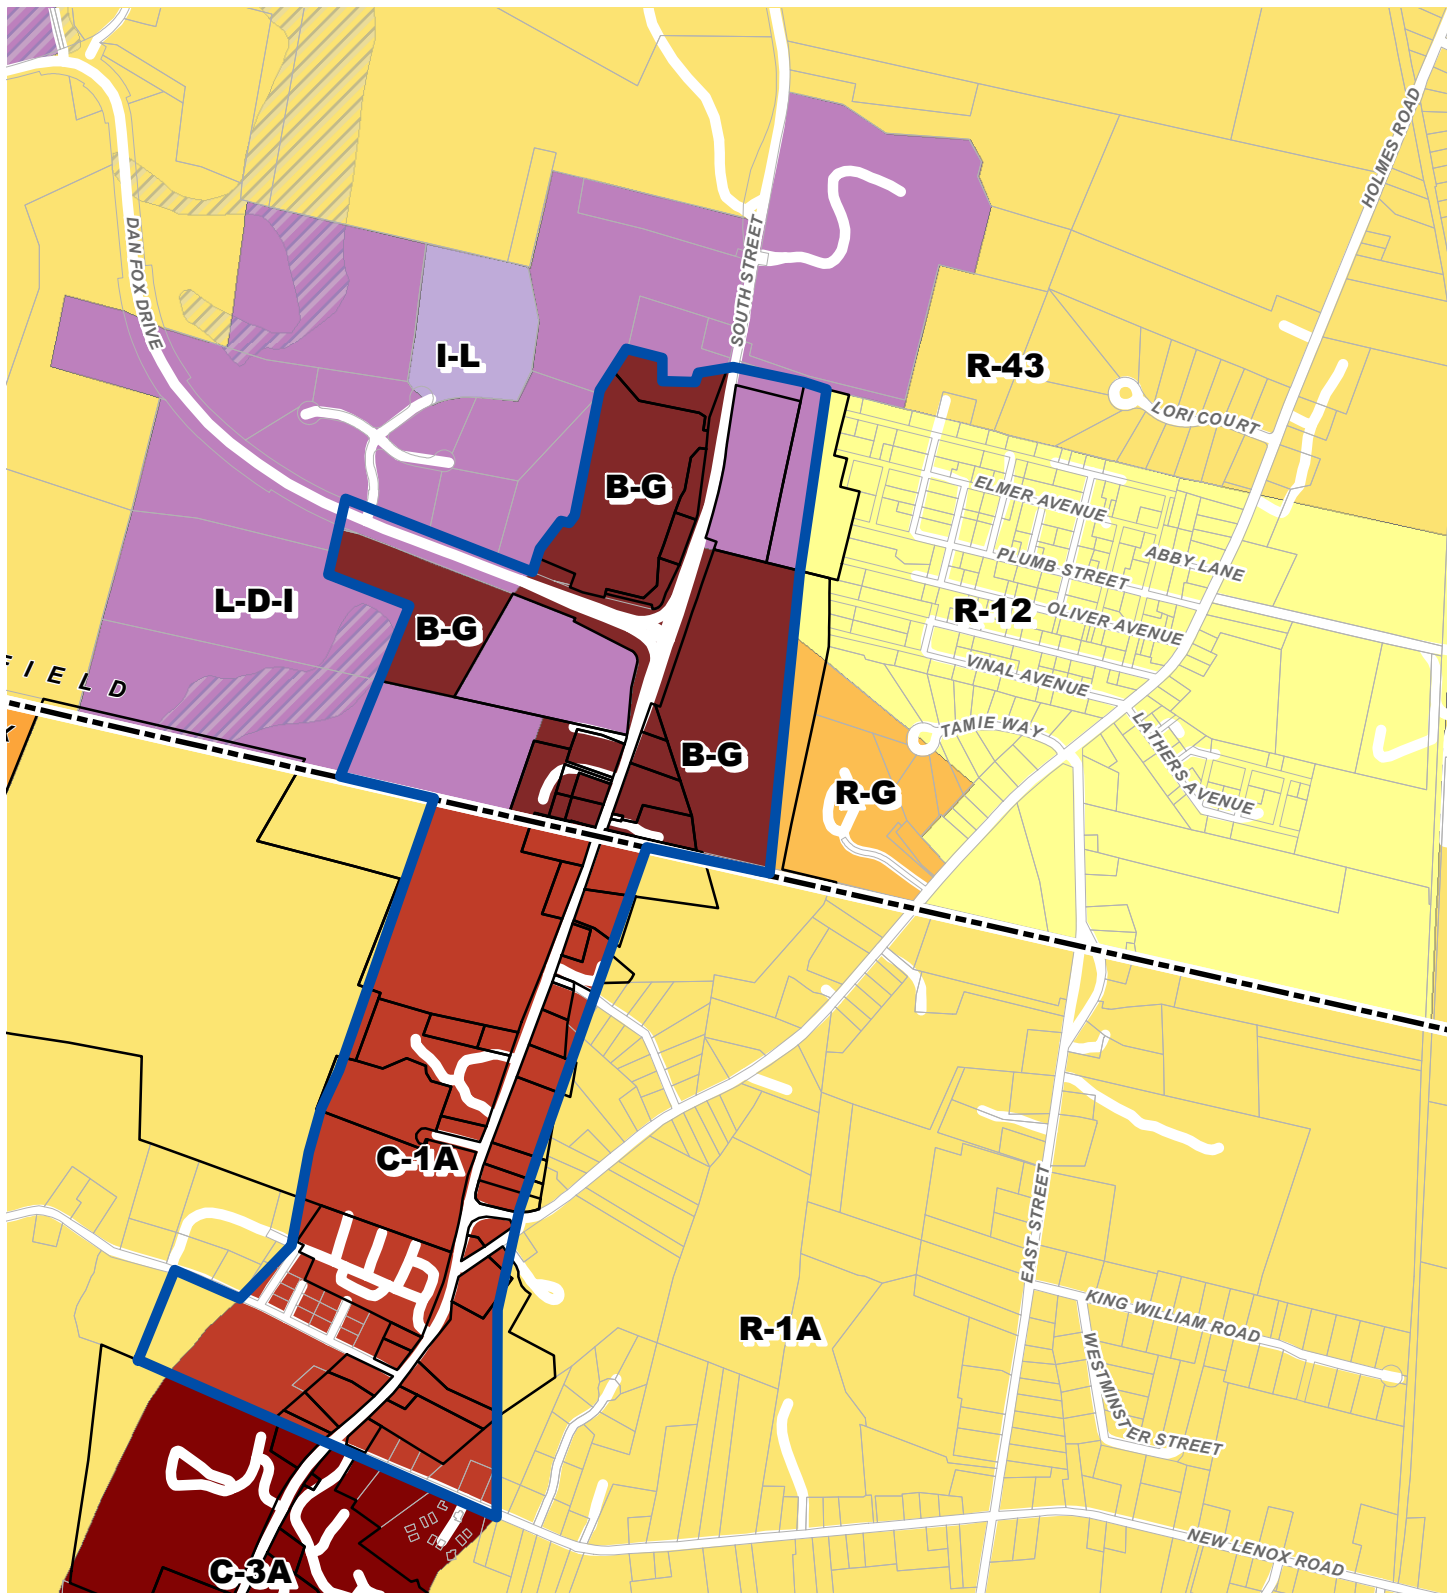 HOLMES ROAD
DAN FOX DRIVE
SOUTH STREET
I-L
R-43
LORI COURT
B-G
ELMER AVENUE
ABBY LANE
PLUMB STREET
L-D-I
R-12
OLIVER AVENUE
B-G
VINAL AVENUE
FIELD
TAMIE WAY
LATHERS AVENUE
B-G
R-G
C-1A
EAST STREET
KING WILLIAM ROAD
R-1A
WESTMINSTER STREET
NEW LENOX ROAD
C-3A